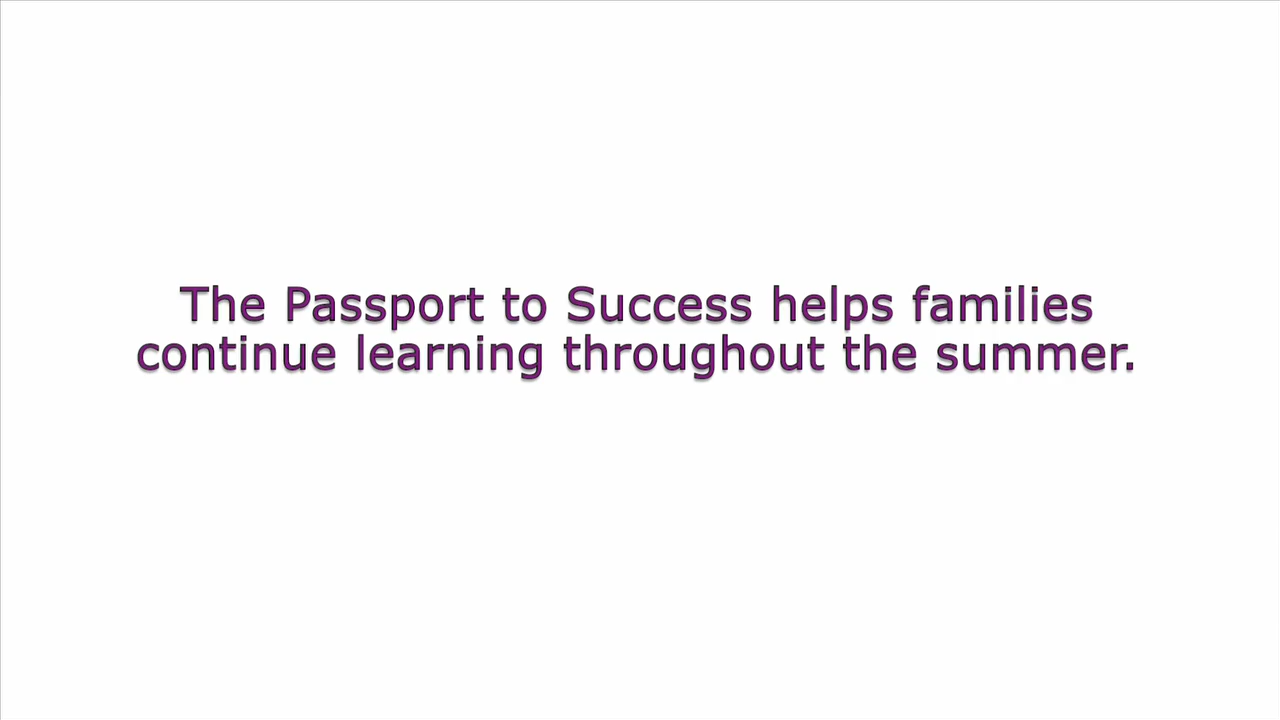 The Passport to Success helps families
continue learning throughout the summer.